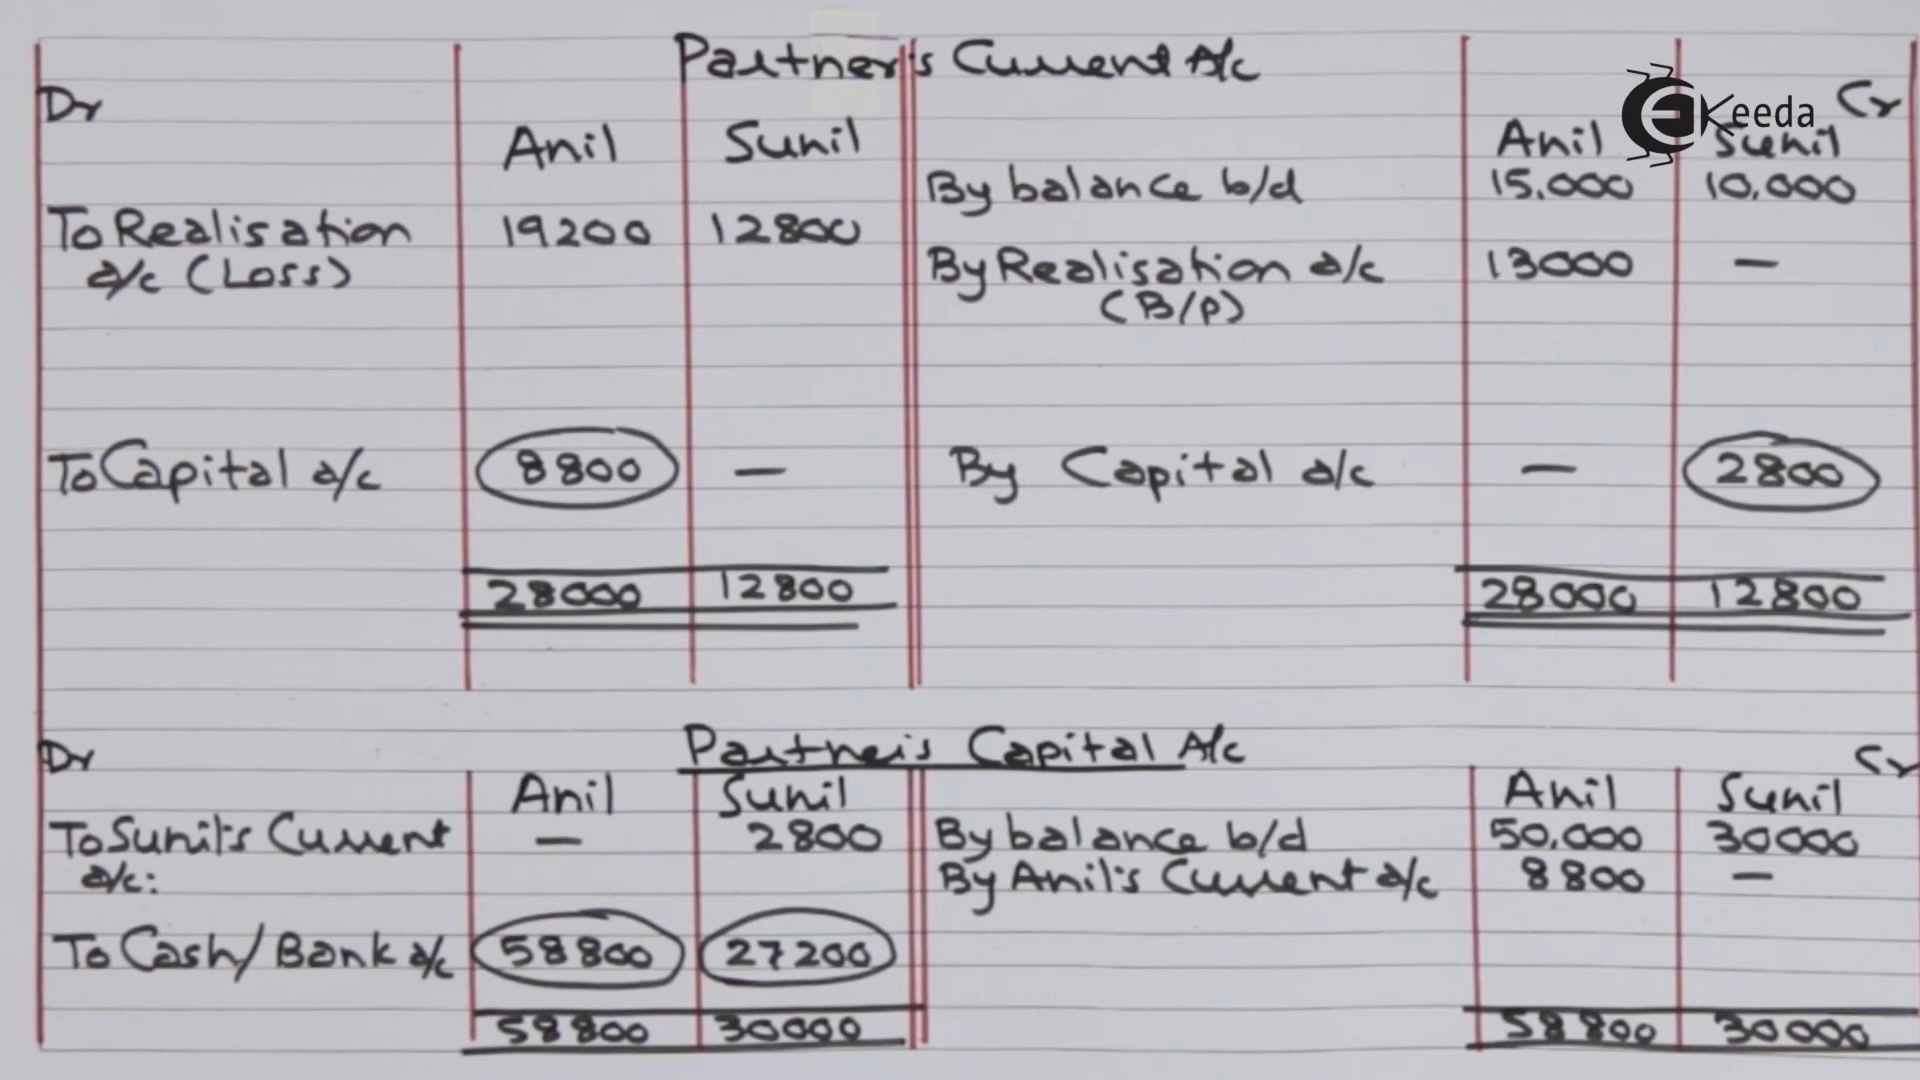 Partner's Current A/c
Dr
Cr
Keeda
Anil Sunil
Anil Sunil
By balance b/d 15.000 10.000
To Realisation 19200 12800
a/c (Loss)
By Realisation a/c 13000 —
(B/P)
To Capital a/c 8800 —
By Capital a/c — 2800
28000 12800
28000 12800
Partner's Capital A/c
Dr
Cr
Anil Sunil
Anil Sunil
To Sunil's Current — 2800
a/c:
By balance b/d 50.000 30000
By Anil's Current a/c 8800 —
To Cash/Bank a/c 58800 27200
58800 30000
58800 30000